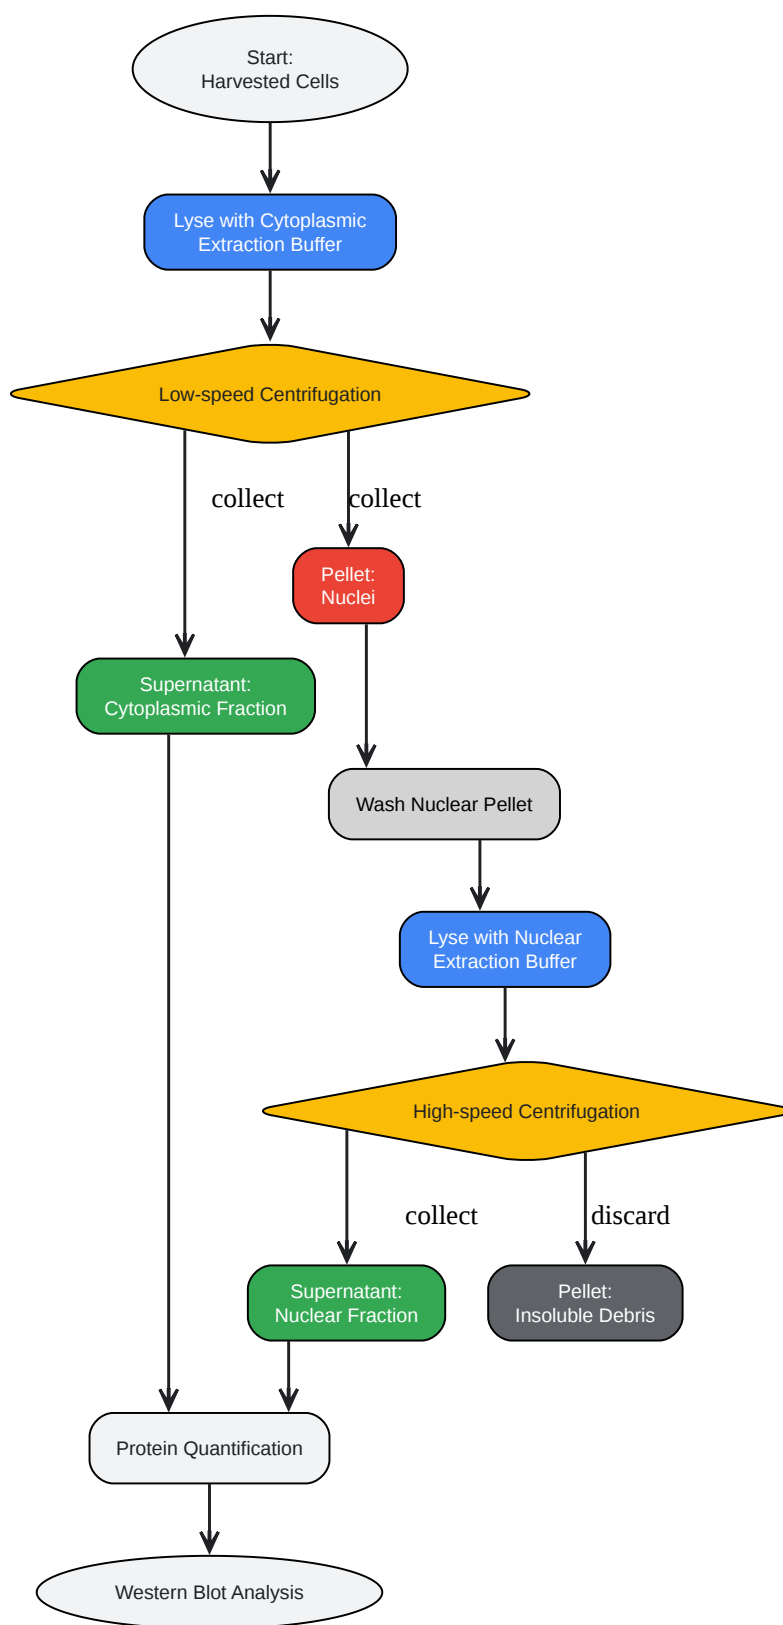 Start:
Harvested Cells
Lyse with Cytoplasmic
Extraction Buffer
Low-speed Centrifugation
collect
collect
Pellet:
Nuclei
Supernatant:
Cytoplasmic Fraction
Wash Nuclear Pellet
Lyse with Nuclear
Extraction Buffer
High-speed Centrifugation
collect
discard
Supernatant:
Nuclear Fraction
Pellet:
Insoluble Debris
Protein Quantification
Western Blot Analysis